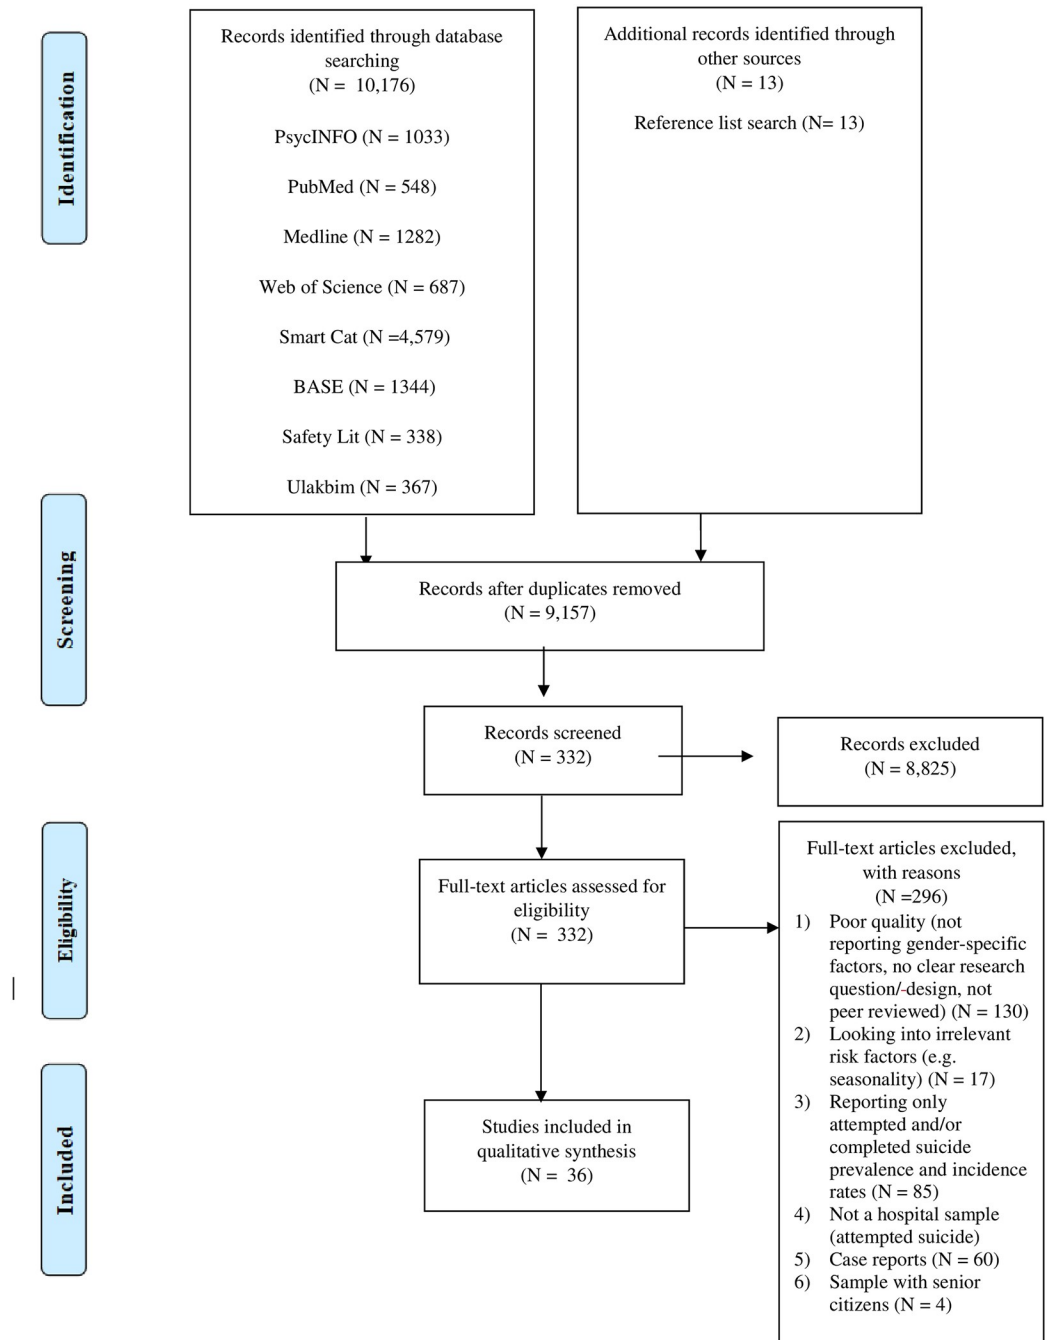 Identification
Records identified through database
searching
(N =  10,176)
PsycINFO (N = 1033)
PubMed (N = 548)
Medline (N = 1282)
Web of Science (N = 687)
Smart Cat (N =4,579)
BASE (N = 1344)
Safety Lit (N = 338)
Ulakbim (N = 367)
Additional records identified through
other sources
(N = 13)
Reference list search (N= 13)
Screening
Records after duplicates removed
(N = 9,157)
Records screened
(N = 332)
Records excluded
(N = 8,825)
Eligibility
Full-text articles assessed for
eligibility
(N =  332)
Full-text articles excluded,
with reasons
(N =296)
1) Poor quality (not
reporting gender-specific
factors, no clear research
question/-design, not
peer reviewed) (N = 130)
2) Looking into irrelevant
risk factors (e.g.
seasonality) (N = 17)
3) Reporting only
attempted and/or
completed suicide
prevalence and incidence
rates (N = 85)
4) Not a hospital sample
(attempted suicide)
5) Case reports (N = 60)
6) Sample with senior
citizens (N = 4)
Included
Studies included in
qualitative synthesis
(N =  36)